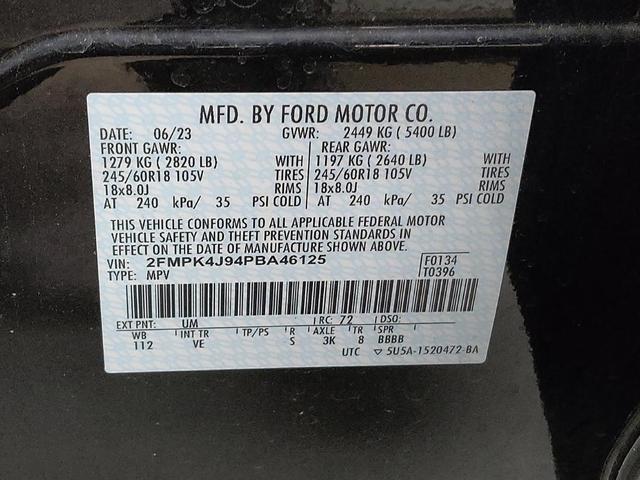 MFD. BY FORD MOTOR CO.
DATE: 06/23 GVWR: 2449 KG ( 5400 LB)
FRONT GAWR: REAR GAWR:
1279 KG ( 2820 LB) WITH 1197 KG ( 2640 LB) WITH
245/60R18 105V TIRES 245/60R18 105V TIRES
18x8.0J RIMS 18x8.0J RIMS
AT 240 kPa/ 35 PSI COLD AT 240 kPa/ 35 PSI COLD
THIS VEHICLE CONFORMS TO ALL APPLICABLE FEDERAL MOTOR
VEHICLE SAFETY AND THEFT PREVENTION STANDARDS IN
EFFECT ON THE DATE OF MANUFACTURE SHOWN ABOVE.
VIN: 2FMPK4J94PBA46125 F0134
TYPE: MPV T0396
EXT PNT: UM RC: 72 DSO:
WB INT TR TP/PS R AXLE TR SPR
112 VE S 3K 8 BBBB
UTC ▽ 5U5A-1520472-BA